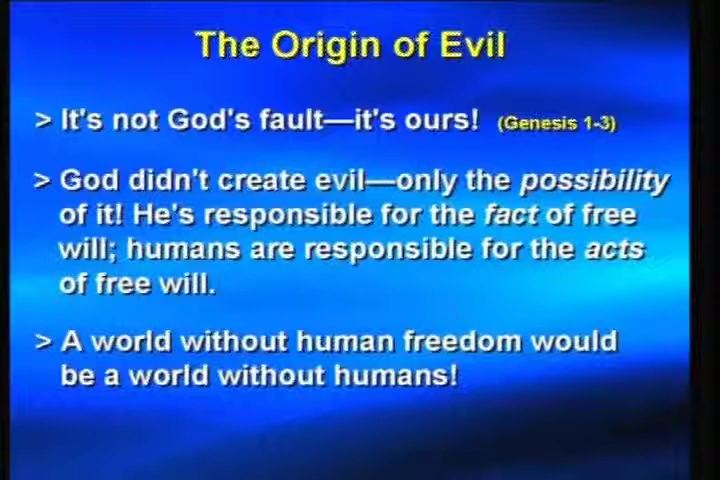 The Origin of Evil
> It's not God's fault—it's ours! (Genesis 1-3)
> God didn't create evil—only the possibility
of it! He's responsible for the fact of free
will; humans are responsible for the acts
of free will.
> A world without human freedom would
be a world without humans!